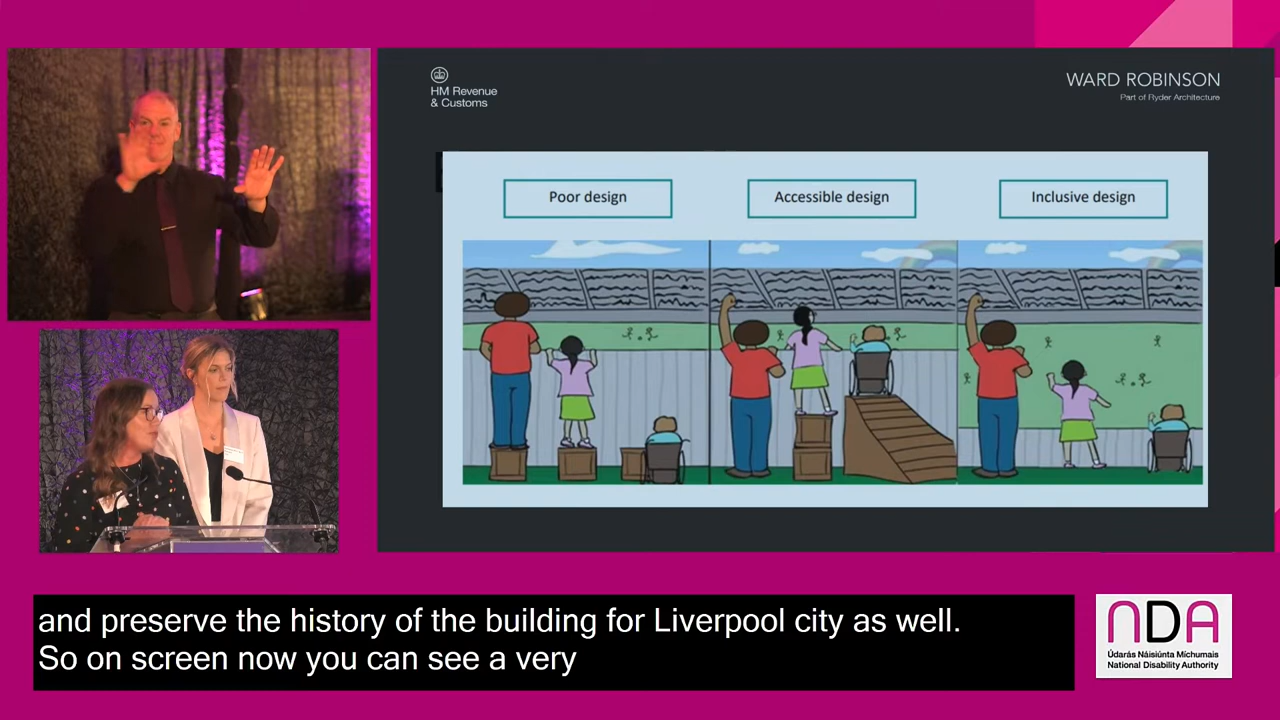 HM Revenue
& Customs
WARD ROBINSON
Part of Ryder Architecture
Poor design
Accessible design
Inclusive design
and preserve the history of the building for Liverpool city as well.
So on screen now you can see a very
NDA
Údarás Náisiúnta Míchumais
National Disability Authority